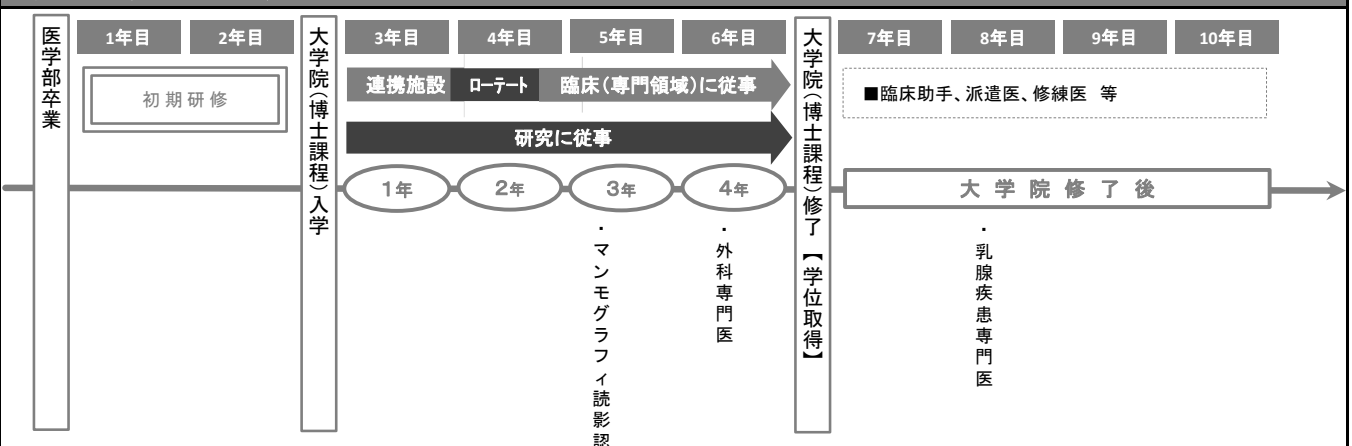 医学部卒業
1年目
2年目
初期研修
大学院（博士課程）入学
3年目
4年目
5年目
6年目
連携施設
ローテート
臨床（専門領域）に従事
研究に従事
1年
2年
3年
4年
・マンモグラフィ読影認
・外科専門医
大学院（博士課程）修了【学位取得】
7年目
8年目
9年目
10年目
■臨床助手、派遣医、修練医 等
大学院修了後
・乳腺疾患専門医